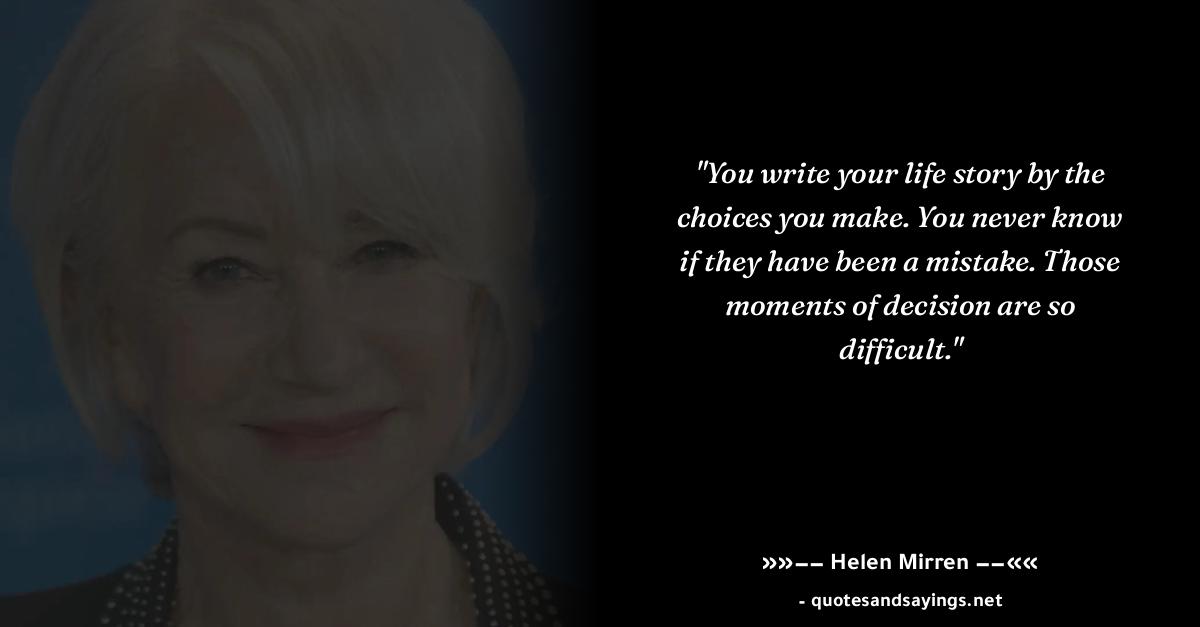 "You write your life story by the
choices you make. You never know
if they have been a mistake. Those
moments of decision are so
difficult."
»»–– Helen Mirren ––««
- quotesandsayings.net